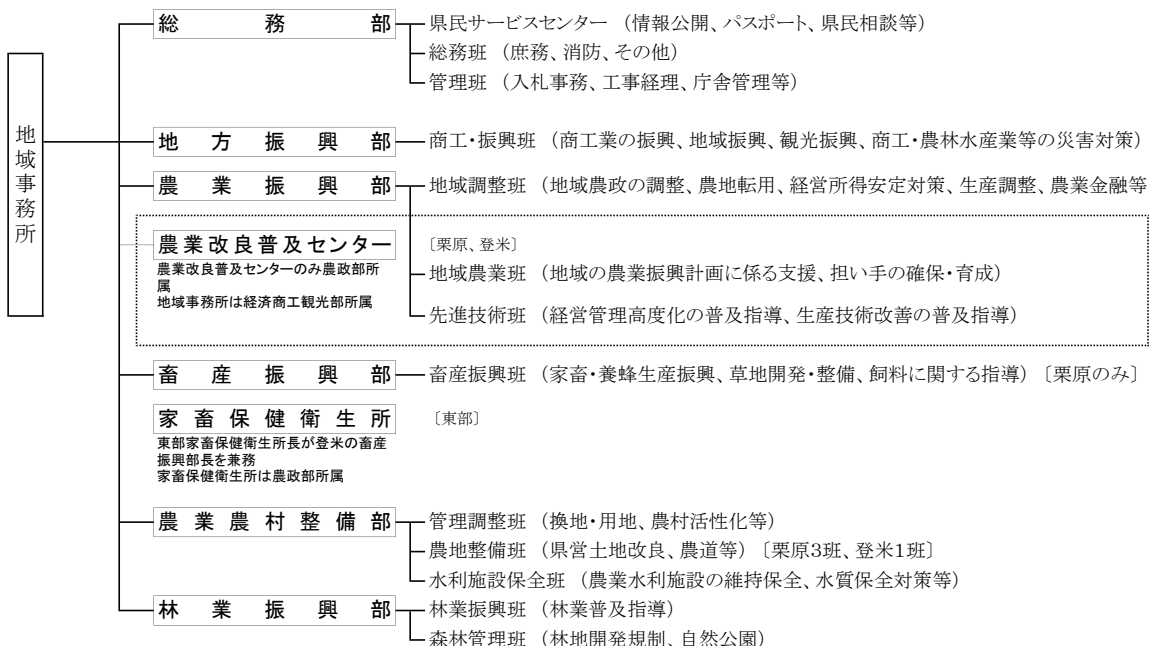 総務部 県民サービスセンター （情報公開、パスポート、県民相談等）
総務班 （庶務、消防、その他）
管理班 （入札事務、工事経理、庁舎管理等）
地域事務所
地方振興部 商工・振興班 （商工業の振興、地域振興、観光振興、商工・農林水産業等の災害対策）
農業振興部 地域調整班 （地域農政の調整、農地転用、経営所得安定対策、生産調整、農業金融等
農業改良普及センター 〔栗原、登米〕
農業改良普及センターのみ農政部所
属
地域事務所は経済商工観光部所属
地域農業班 （地域の農業振興計画に係る支援、担い手の確保・育成）
先進技術班 （経営管理高度化の普及指導、生産技術改善の普及指導）
畜産振興部 畜産振興班 （家畜・養蜂生産振興、草地開発・整備、飼料に関する指導） 〔栗原のみ〕
家畜保健衛生所 〔東部〕
東部家畜保健衛生所長が登米の畜産
振興部長を兼務
家畜保健衛生所は農政部所属
農業農村整備部 管理調整班 （換地・用地、農村活性化等）
農地整備班 （県営土地改良、農道等） 〔栗原3班、登米1班〕
水利施設保全班 （農業水利施設の維持保全、水質保全対策等）
林業振興部 林業振興班 （林業普及指導）
森林管理班 （林地開発規制、自然公園）